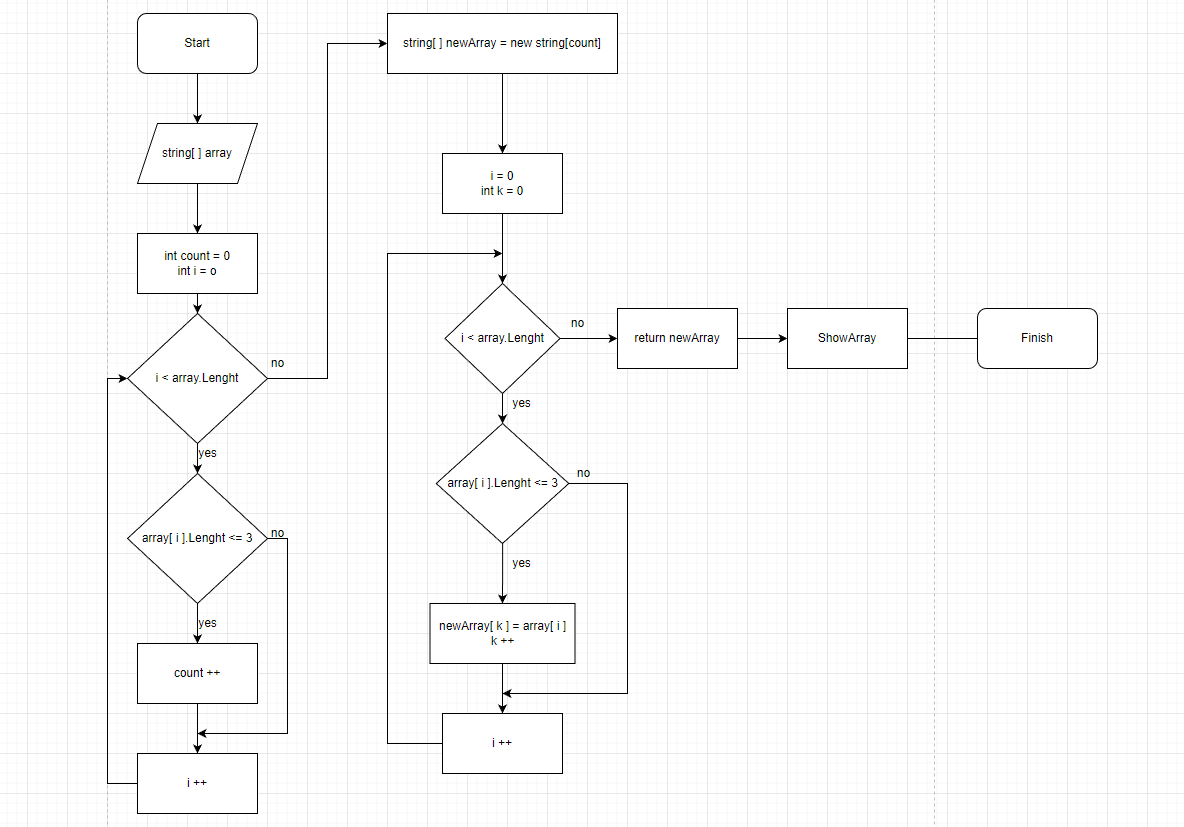 Start
string[ ] array
int count = 0
int i = o
i < array.Lenght
no
yes
array[ i ].Lenght <= 3
no
yes
count ++
i ++
string[ ] newArray = new string[count]
i = 0
int k = 0
i < array.Lenght
no
yes
array[ i ].Lenght <= 3
no
yes
newArray[ k ] = array[ i ]
k ++
i ++
return newArray
ShowArray
Finish